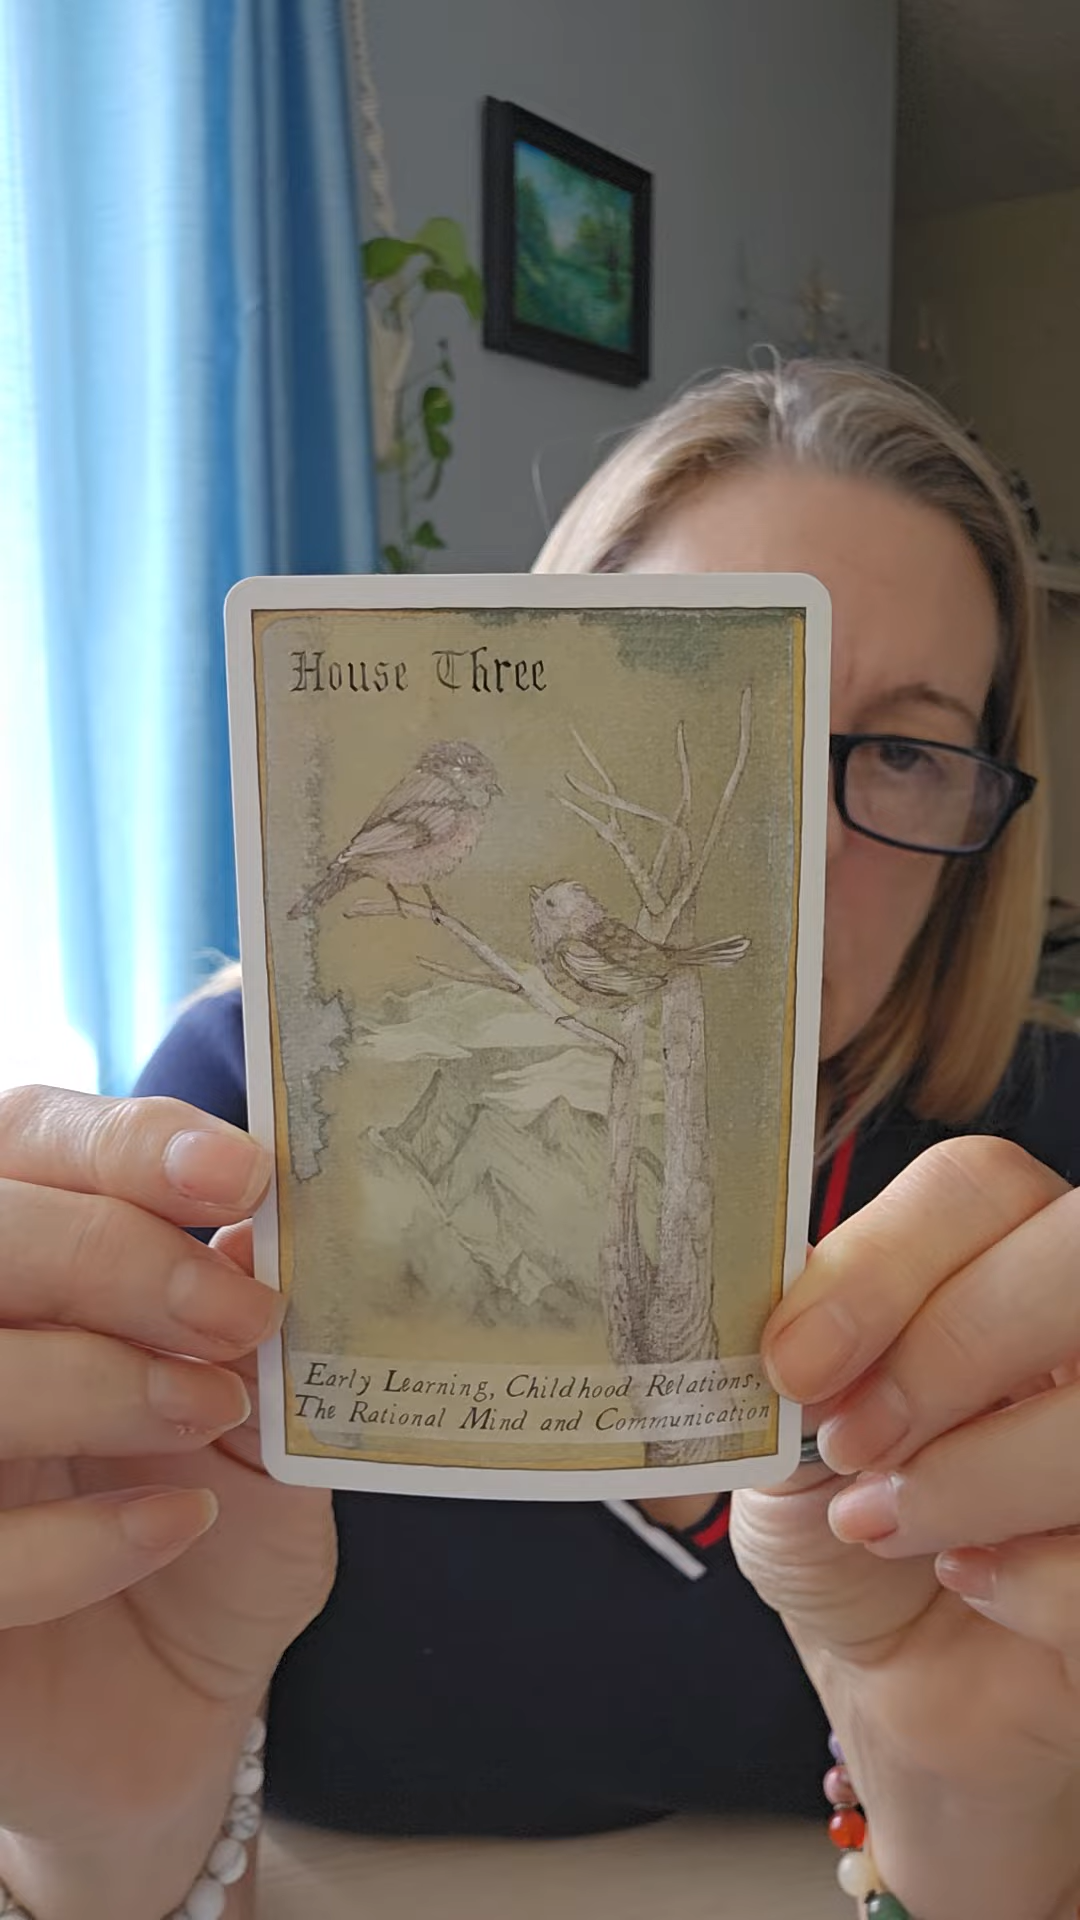 House Three
Early Learning, Childhood Relations,
The Rational Mind and Communication